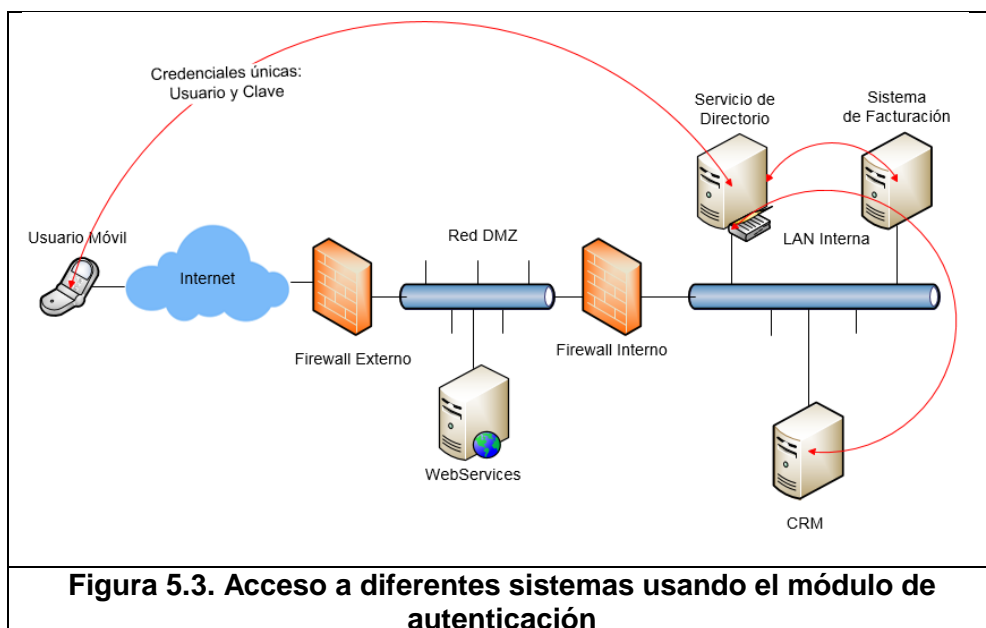 Credenciales únicas:
Usuario y Clave
Servicio de
Directorio
Sistema
de Facturación
Usuario Móvil
Internet
Red DMZ
LAN Interna
Firewall Externo
Firewall Interno
WebServices
CRM
Figura 5.3. Acceso a diferentes sistemas usando el módulo de
autenticación